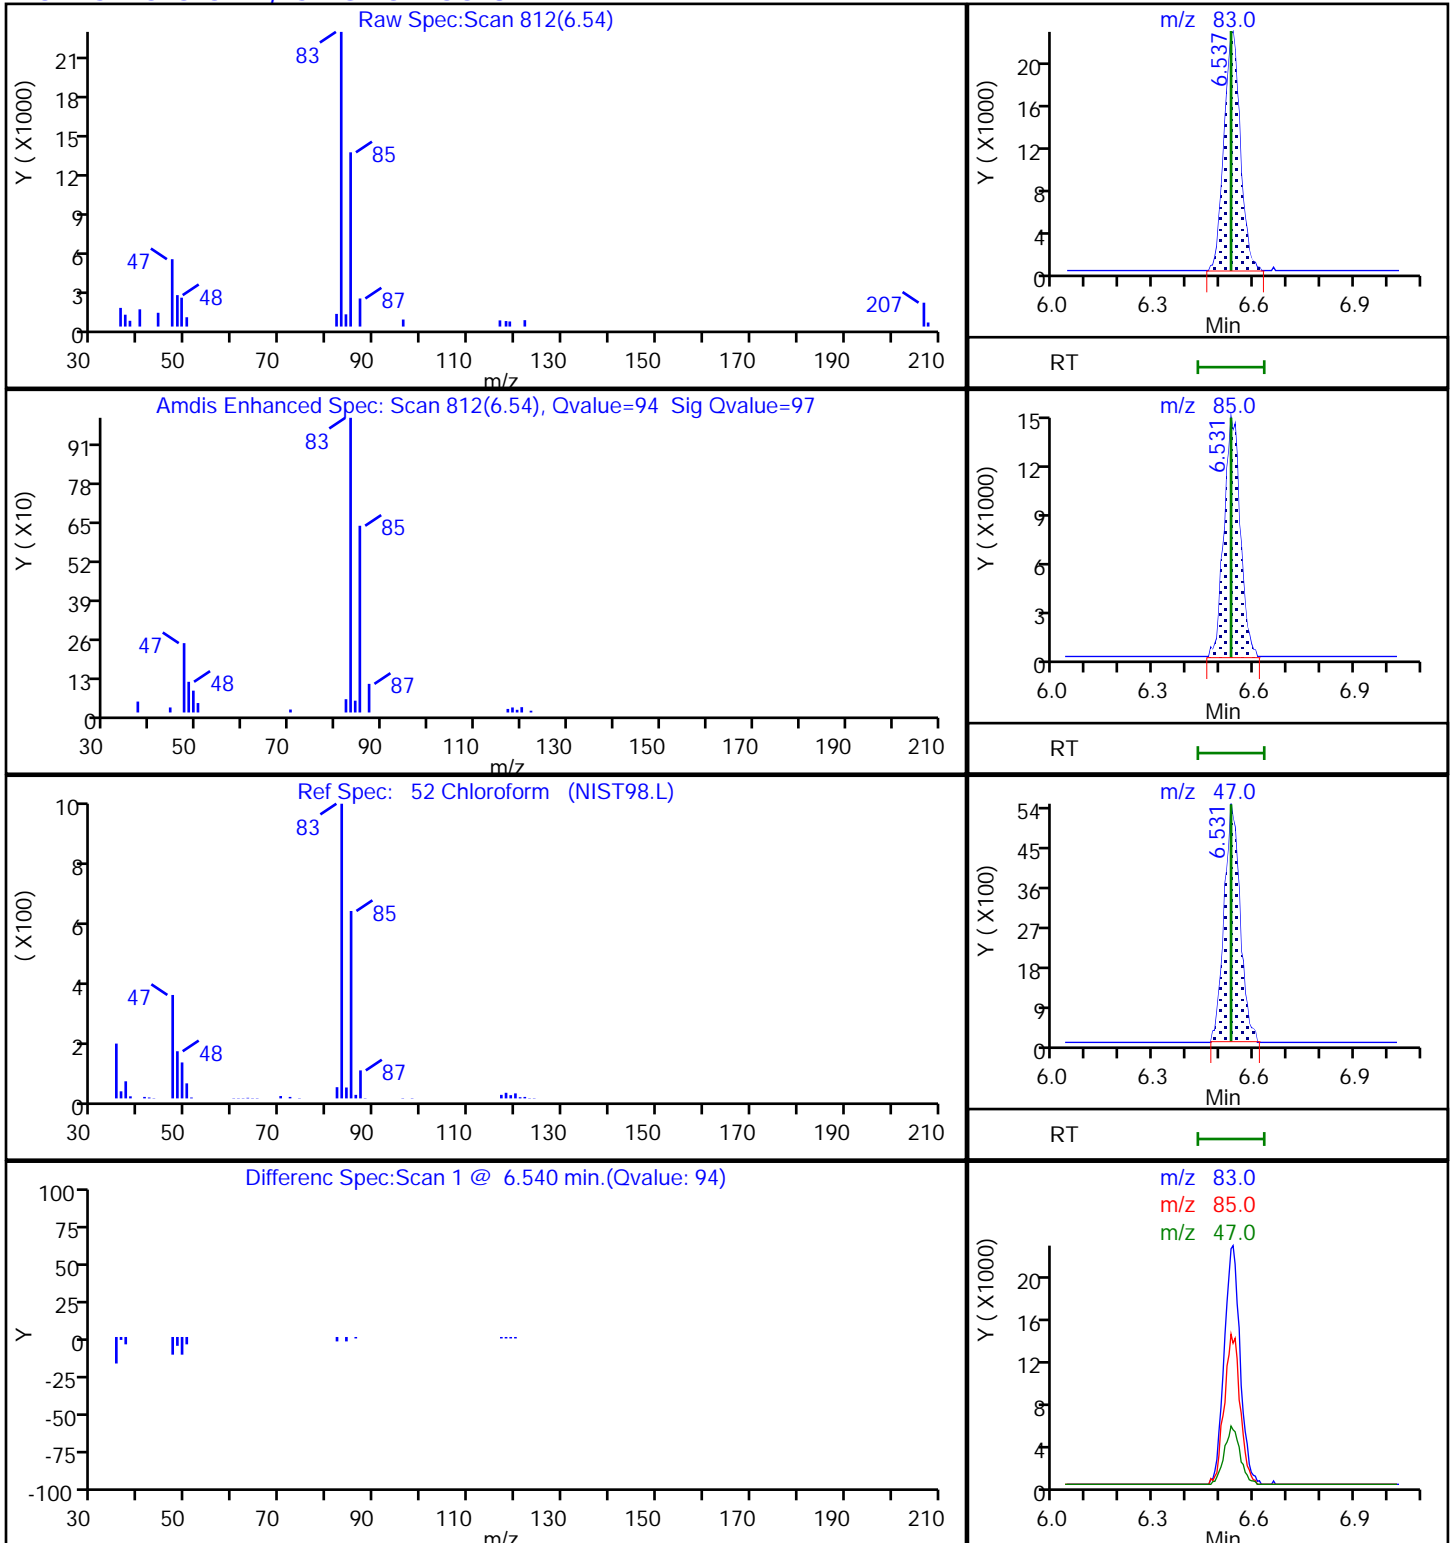 Raw Spec:Scan 812(6.54)
Y ( X1000)
21
18
15
12
9
6
3
0
83
85
47
48
87
207
30 50 70 90 110 130 150 170 190 210
m/z
m/z 83.0
Y ( X1000)
20
16
12
8
4
0
6.537
6.0 6.3 6.6 6.9
Min
RT
Amdis Enhanced Spec: Scan 812(6.54), Qvalue=94 Sig Qvalue=97
Y ( X10)
91
78
65
52
39
26
13
0
83
85
47
48
87
30 50 70 90 110 130 150 170 190 210
m/z
m/z 85.0
Y ( X1000)
15
12
9
6
3
0
6.531
6.0 6.3 6.6 6.9
Min
RT
Ref Spec: 52 Chloroform (NIST98.L)
( X100)
10
8
6
4
2
0
83
85
47
48
87
30 50 70 90 110 130 150 170 190 210
m/z 47.0
Y ( X100)
54
45
36
27
18
9
0
6.531
6.0 6.3 6.6 6.9
Min
RT
Differenc Spec:Scan 1 @ 6.540 min.(Qvalue: 94)
Y
100
75
50
25
0
-25
-50
-75
-100
30 50 70 90 110 130 150 170 190 210
m/z
m/z 83.0
m/z 85.0
m/z 47.0
Y ( X1000)
20
16
12
8
4
0
6.0 6.3 6.6 6.9
Min